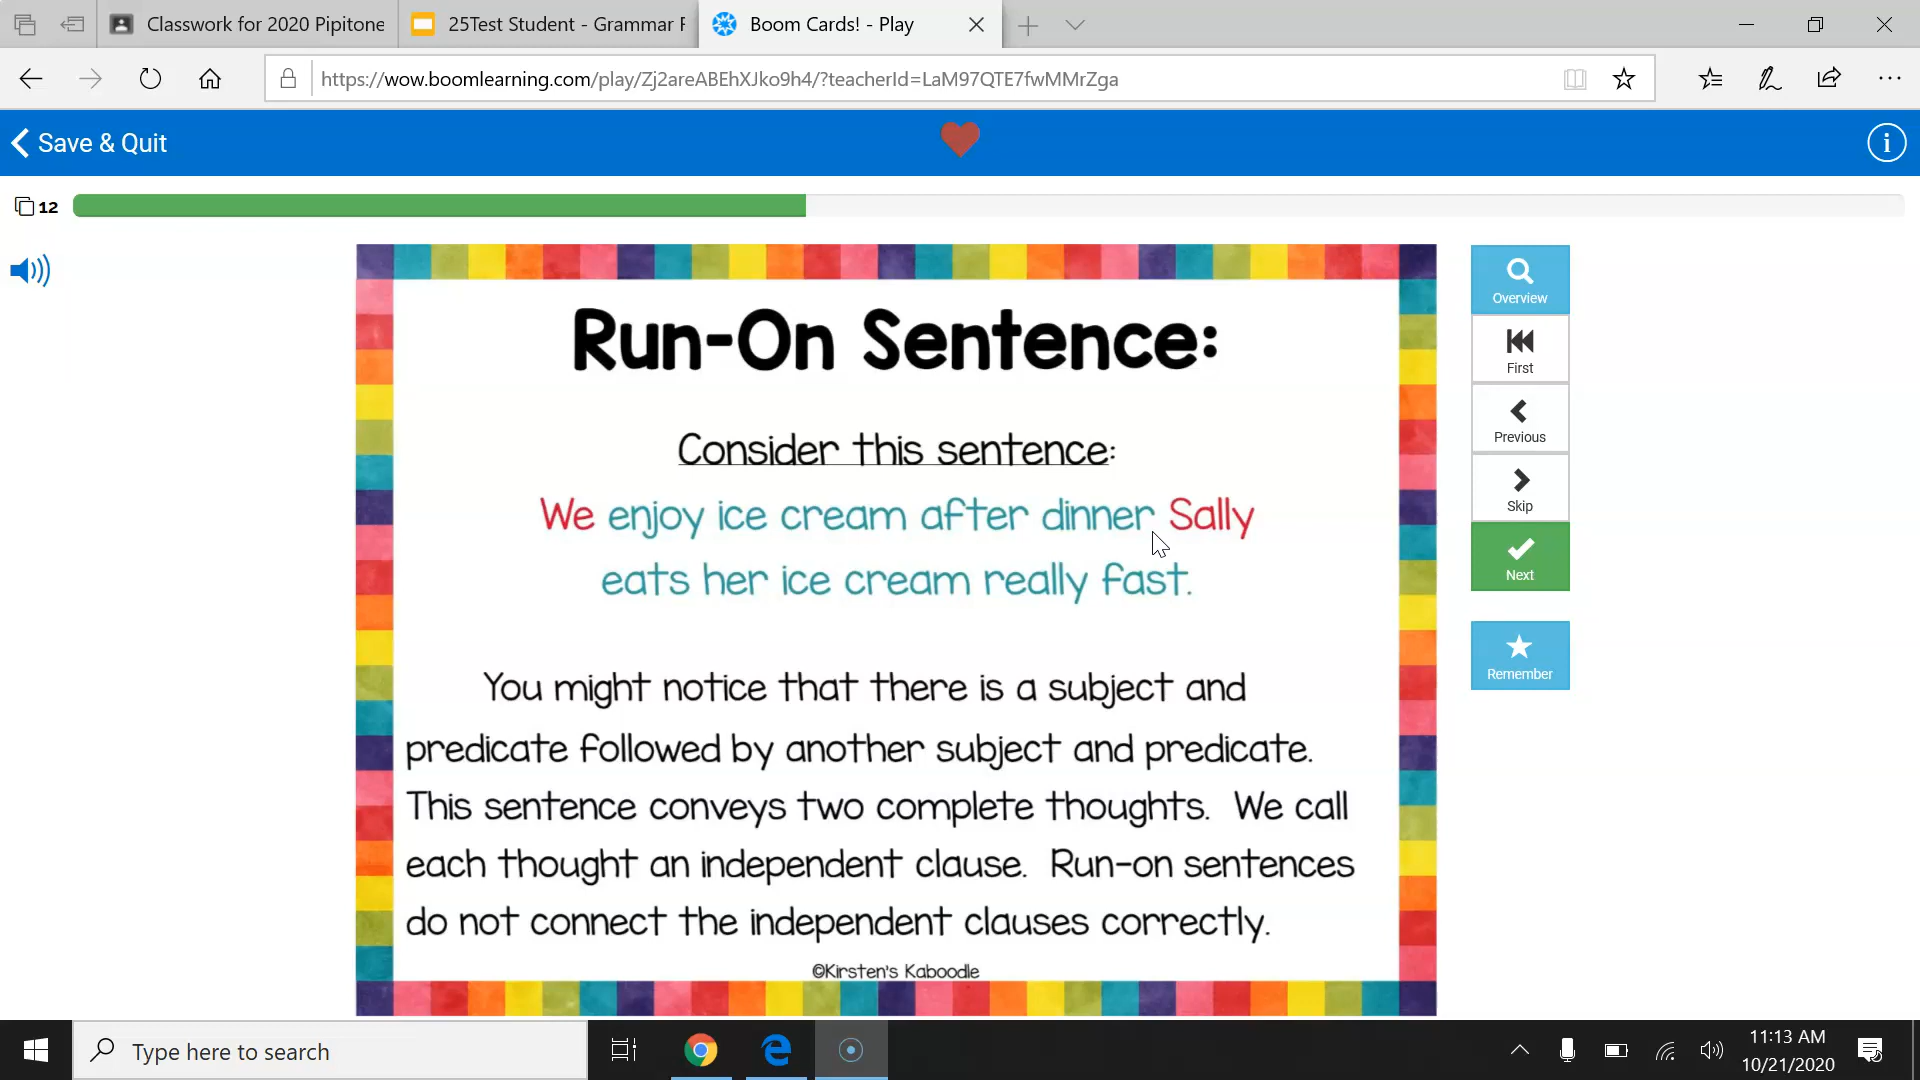 Classwork for 2020 Pipitone
25Test Student - Grammar F
Boom Cards! - Play
https://wow.boomlearning.com/play/Zj2areABEhXJko9h4/?teacherId=LaM97QTE7fwMMrZga
Save & Quit
12
Run-On Sentence:
Consider this sentence:
We enjoy ice cream after dinner Sally
eats her ice cream really fast.
You might notice that there is a subject and
predicate followed by another subject and predicate.
This sentence conveys two complete thoughts. We call
each thought an independent clause. Run-on sentences
do not connect the independent clauses correctly.
©Kirsten's Kaboodle
Overview
First
Previous
Skip
Next
Remember
Type here to search
11:13 AM
10/21/2020